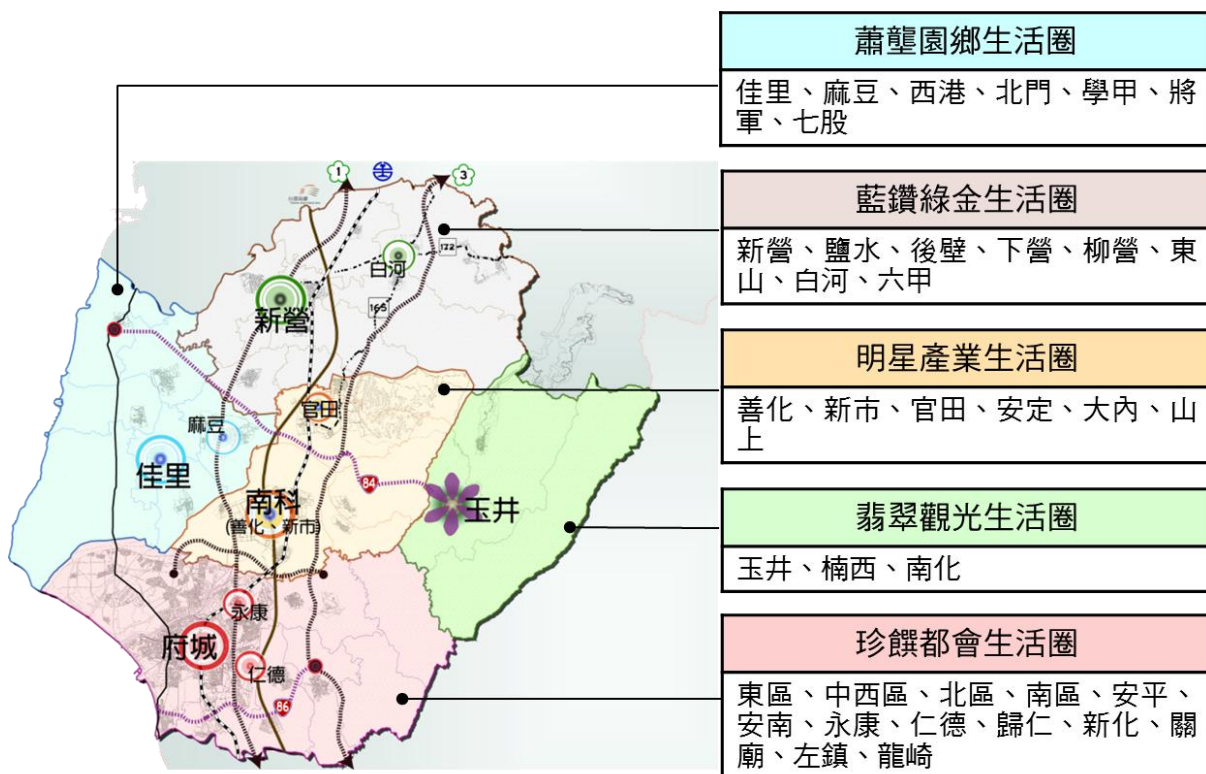 蕭壟園鄉生活圈
佳里、麻豆、西港、北門、學甲、將
軍、七股
藍鑽綠金生活圈
新營、鹽水、後壁、下營、柳營、東
山、白河、六甲
明星產業生活圈
善化、新市、官田、安定、大內、山
上
翡翠觀光生活圈
玉井、楠西、南化
珍饌都會生活圈
東區、中西區、北區、南區、安平、
安南、永康、仁德、歸仁、新化、關
廟、左鎮、龍崎
1
3
172
白河
165
新營
官田
麻豆
佳里
84
南科
(善化、新市)
玉井
永康
府城
仁德
86